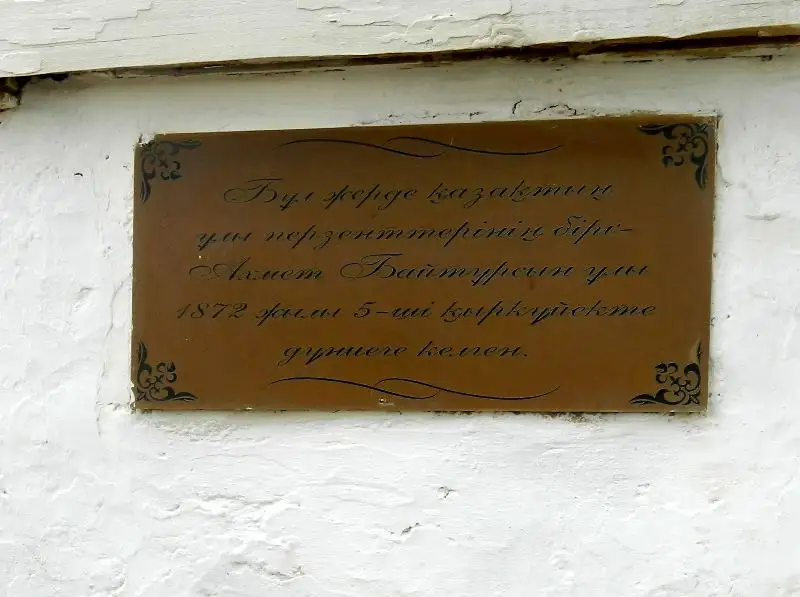 Бұл жерде қазақтың
ұлы перзенттерінің бірі-
Ахмет Байтұрсын ұлы
1872 жылы 5-ші қыркүйекте
дүниеге келген.